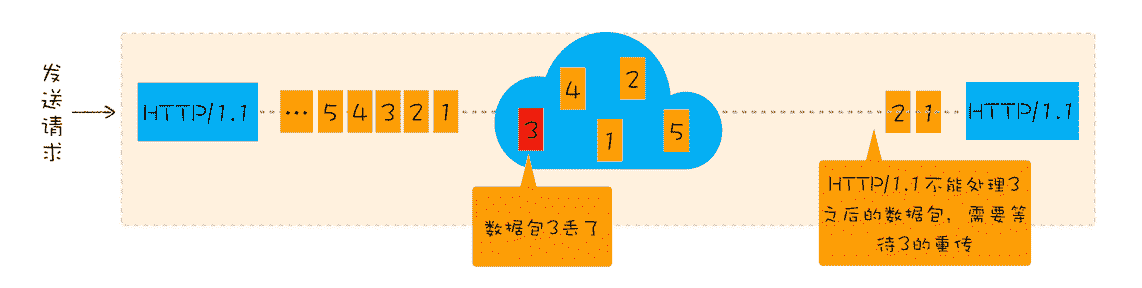 发送请求
HTTP/1.1
... 5 4 3 2 1
4
2
3
1
5
2 1
HTTP/1.1
数据包3丢了
HTTP/1.1不能处理3
之后的数据包，需要等
待3的重传